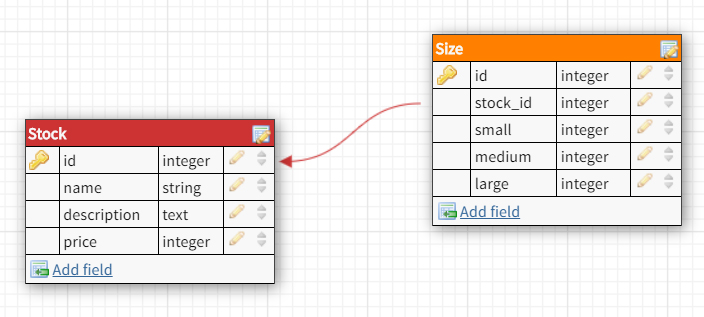 Size
id integer
stock_id integer
small integer
medium integer
large integer
Add field
Stock
id integer
name string
description text
price integer
Add field